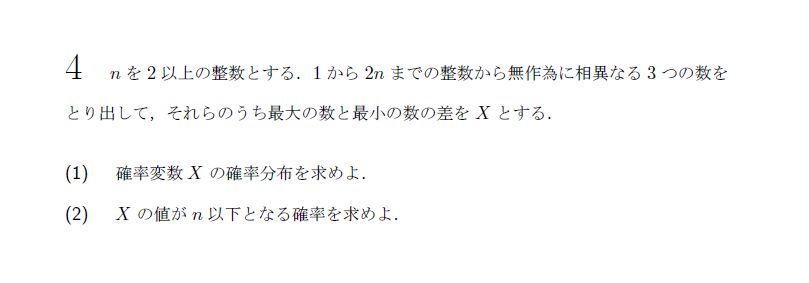 4 n を 2 以上の整数とする．1 から 2n までの整数から無作為に相異なる 3 つの数を
とり出して，それらのうち最大の数と最小の数の差を X とする．
(1) 確率変数 X の確率分布を求めよ．
(2) X の値が n 以下となる確率を求めよ．